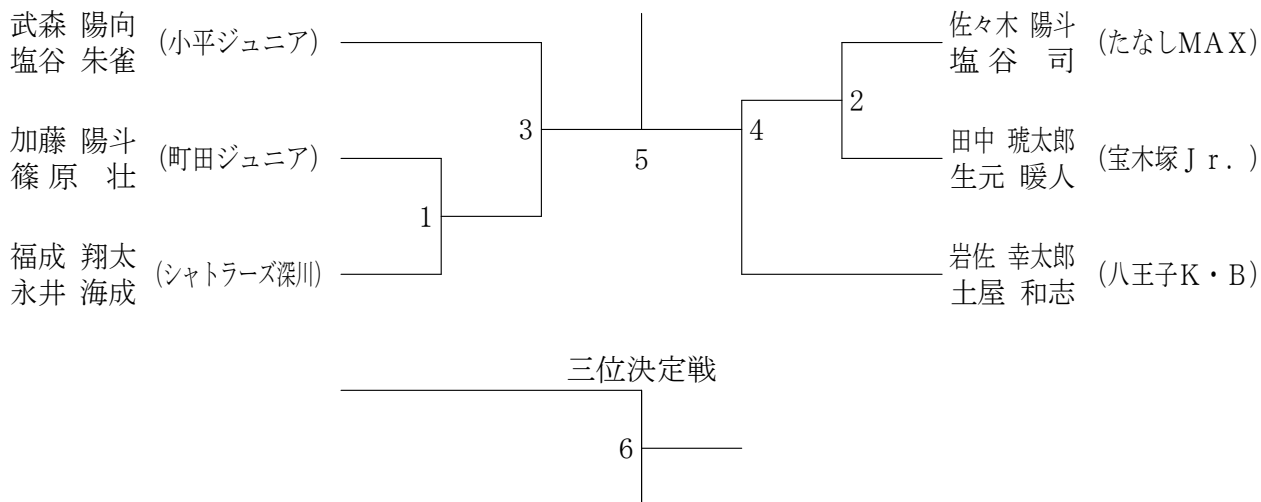 武森 陽向
塩谷 朱雀
(小平ジュニア)
加藤 陽斗
篠原 壮
(町田ジュニア)
福成 翔太
永井 海成
(シャトラーズ深川)
1
3
5
4
2
佐々木 陽斗
塩谷 司
(たなしMAX)
田中 琥太郎
生元 暖人
(宝木塚Jr.)
岩佐 幸太郎
土屋 和志
(八王子K・B)
三位決定戦
6